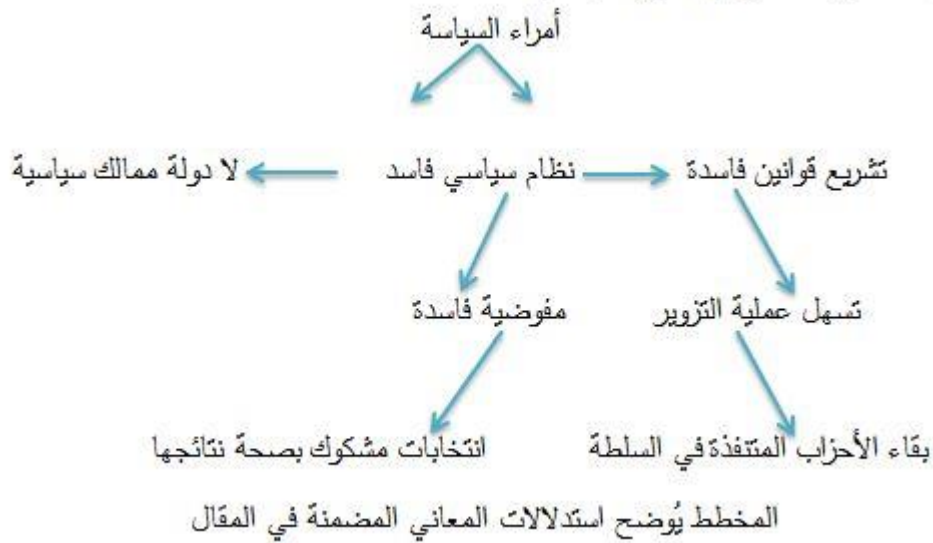 أمراء السياسة
تشريع قوانين فاسدة نظام سياسي فاسد لا دولة ممالك سياسية
تسهل عملية التزوير مفوضية فاسدة
بقاء الأحزاب المتنفذة في السلطة انتخابات مشكوك بصحة نتائجها
المخطط يُوضح استدلالات المعاني المضمنة في المقال